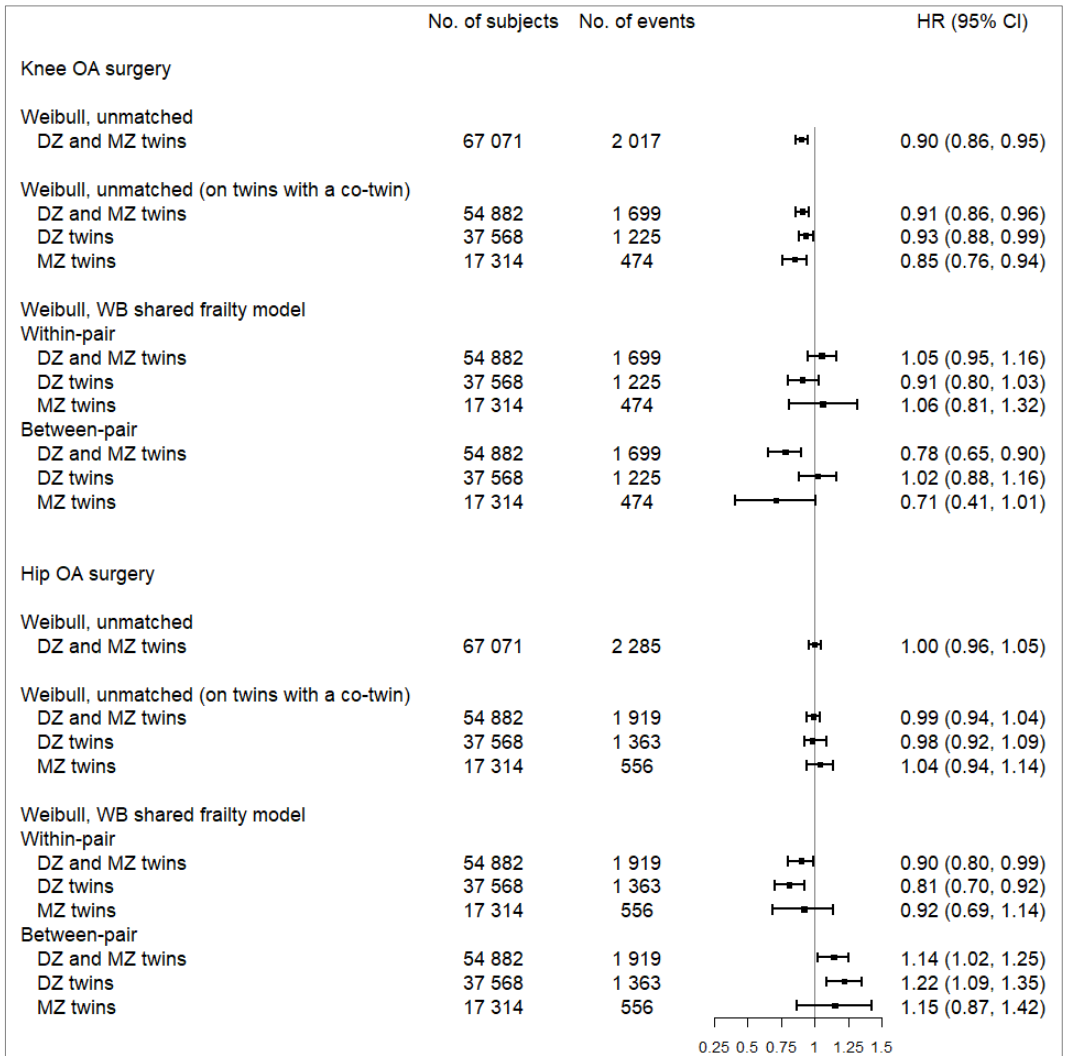 No. of subjects No. of events HR (95% CI)
Knee OA surgery
Weibull, unmatched
DZ and MZ twins 67 071 2 017 0.90 (0.86, 0.95)
Weibull, unmatched (on twins with a co-twin)
DZ and MZ twins 54 882 1 699 0.91 (0.86, 0.96)
DZ twins 37 568 1 225 0.93 (0.88, 0.99)
MZ twins 17 314 474 0.85 (0.76, 0.94)
Weibull, WB shared frailty model
Within-pair
DZ and MZ twins 54 882 1 699 1.05 (0.95, 1.16)
DZ twins 37 568 1 225 0.91 (0.80, 1.03)
MZ twins 17 314 474 1.06 (0.81, 1.32)
Between-pair
DZ and MZ twins 54 882 1 699 0.78 (0.65, 0.90)
DZ twins 37 568 1 225 1.02 (0.88, 1.16)
MZ twins 17 314 474 0.71 (0.41, 1.01)
Hip OA surgery
Weibull, unmatched
DZ and MZ twins 67 071 2 285 1.00 (0.96, 1.05)
Weibull, unmatched (on twins with a co-twin)
DZ and MZ twins 54 882 1 919 0.99 (0.94, 1.04)
DZ twins 37 568 1 363 0.98 (0.92, 1.09)
MZ twins 17 314 556 1.04 (0.94, 1.14)
Weibull, WB shared frailty model
Within-pair
DZ and MZ twins 54 882 1 919 0.90 (0.80, 0.99)
DZ twins 37 568 1 363 0.81 (0.70, 0.92)
MZ twins 17 314 556 0.92 (0.69, 1.14)
Between-pair
DZ and MZ twins 54 882 1 919 1.14 (1.02, 1.25)
DZ twins 37 568 1 363 1.22 (1.09, 1.35)
MZ twins 17 314 556 1.15 (0.87, 1.42)
0.25 0.5 0.75 1 1.25 1.5